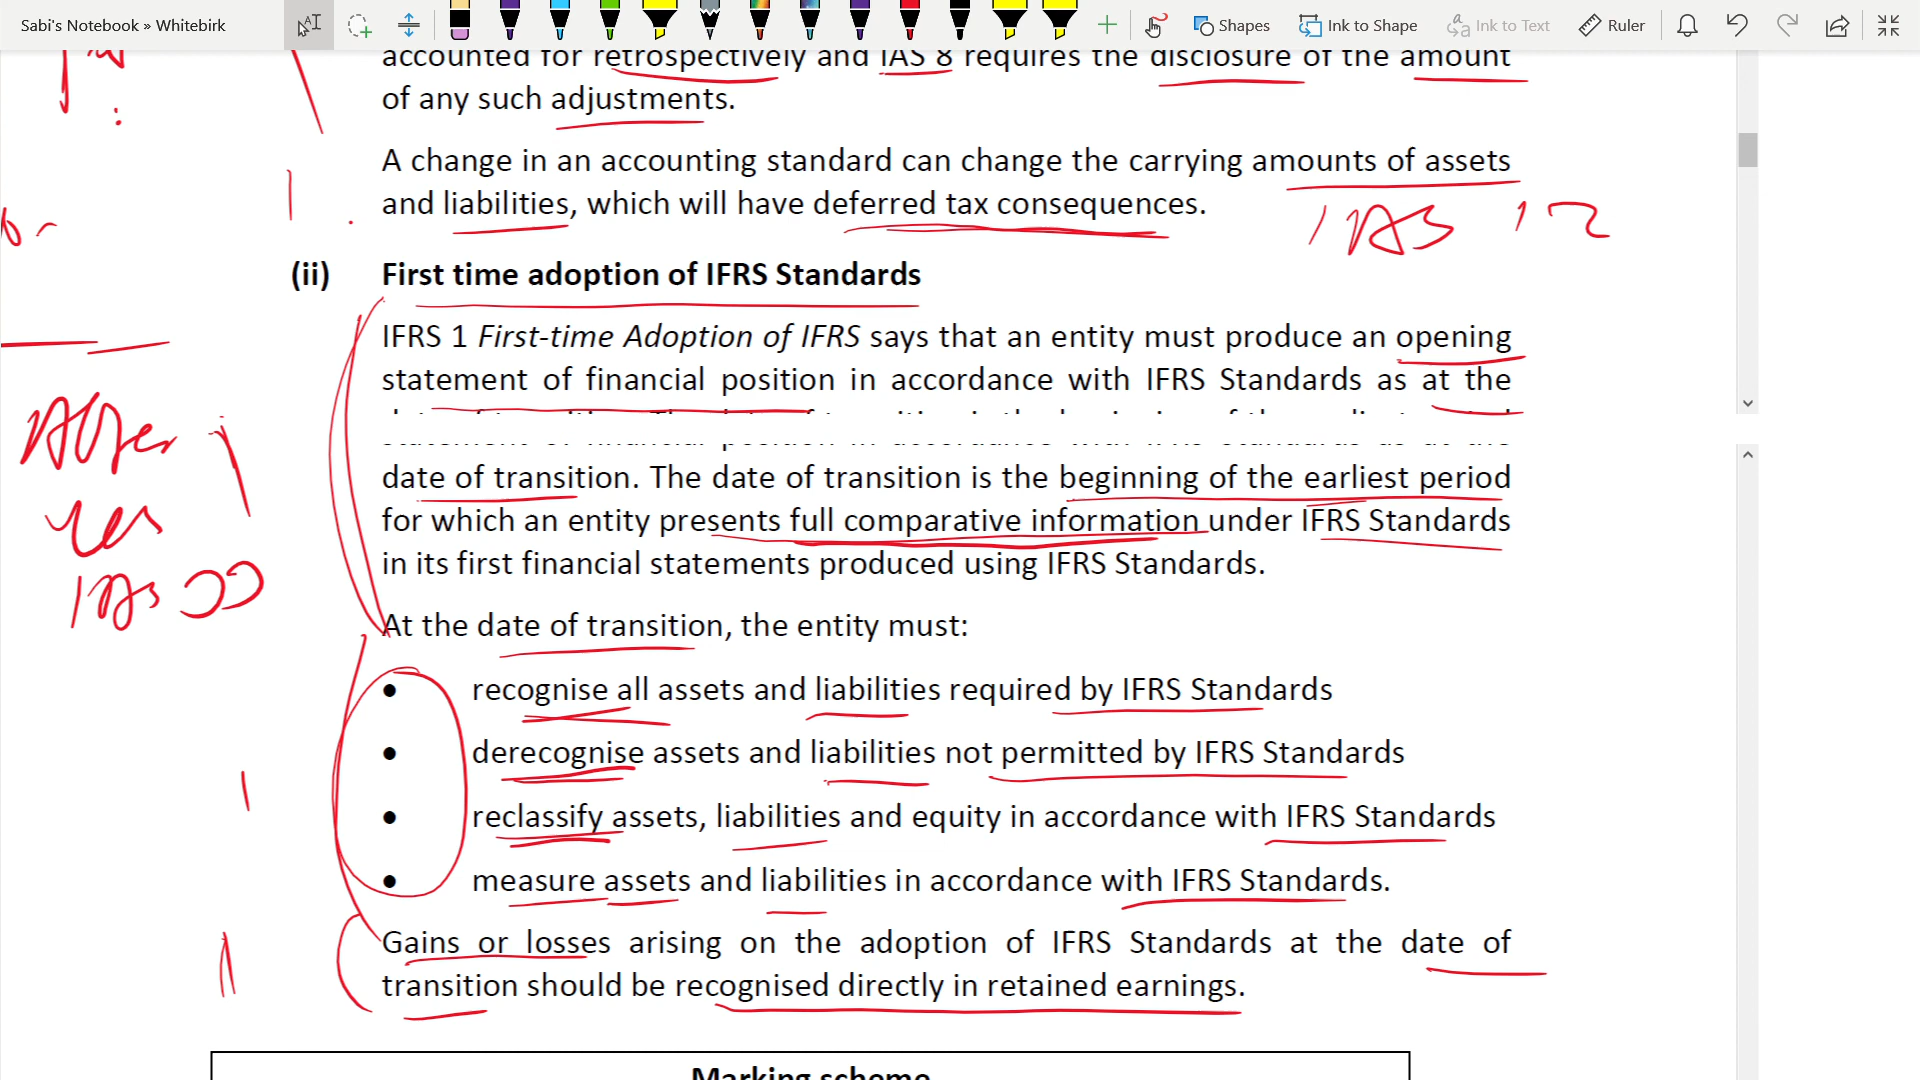 Sabi's Notebook » Whitebirk
Shapes
Ink to Shape
Ink to Text
Ruler
accounted for retrospectively and IAS 8 requires the disclosure of the amount
of any such adjustments.
A change in an accounting standard can change the carrying amounts of assets
and liabilities, which will have deferred tax consequences.
IAS 12
(ii) First time adoption of IFRS Standards
IFRS 1 First-time Adoption of IFRS says that an entity must produce an opening
statement of financial position in accordance with IFRS Standards as at the
date of transition. The date of transition is the beginning of the earliest period
for which an entity presents full comparative information under IFRS Standards
in its first financial statements produced using IFRS Standards.
At the date of transition, the entity must:
● recognise all assets and liabilities required by IFRS Standards
● derecognise assets and liabilities not permitted by IFRS Standards
● reclassify assets, liabilities and equity in accordance with IFRS Standards
● measure assets and liabilities in accordance with IFRS Standards.
Gains or losses arising on the adoption of IFRS Standards at the date of
transition should be recognised directly in retained earnings.
Marking scheme